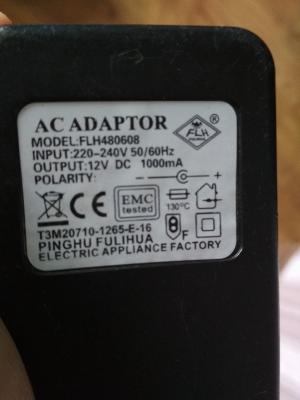 AC ADAPTOR
FLH
MODEL:FLH480608
INPUT:220-240V 50/60Hz
OUTPUT:12V DC 1000mA
POLARITY: - +
CE EMC tested 130°C
F
T3M20710-1265-E-16
PINGHU FULIHUA
ELECTRIC APPLIANCE FACTORY